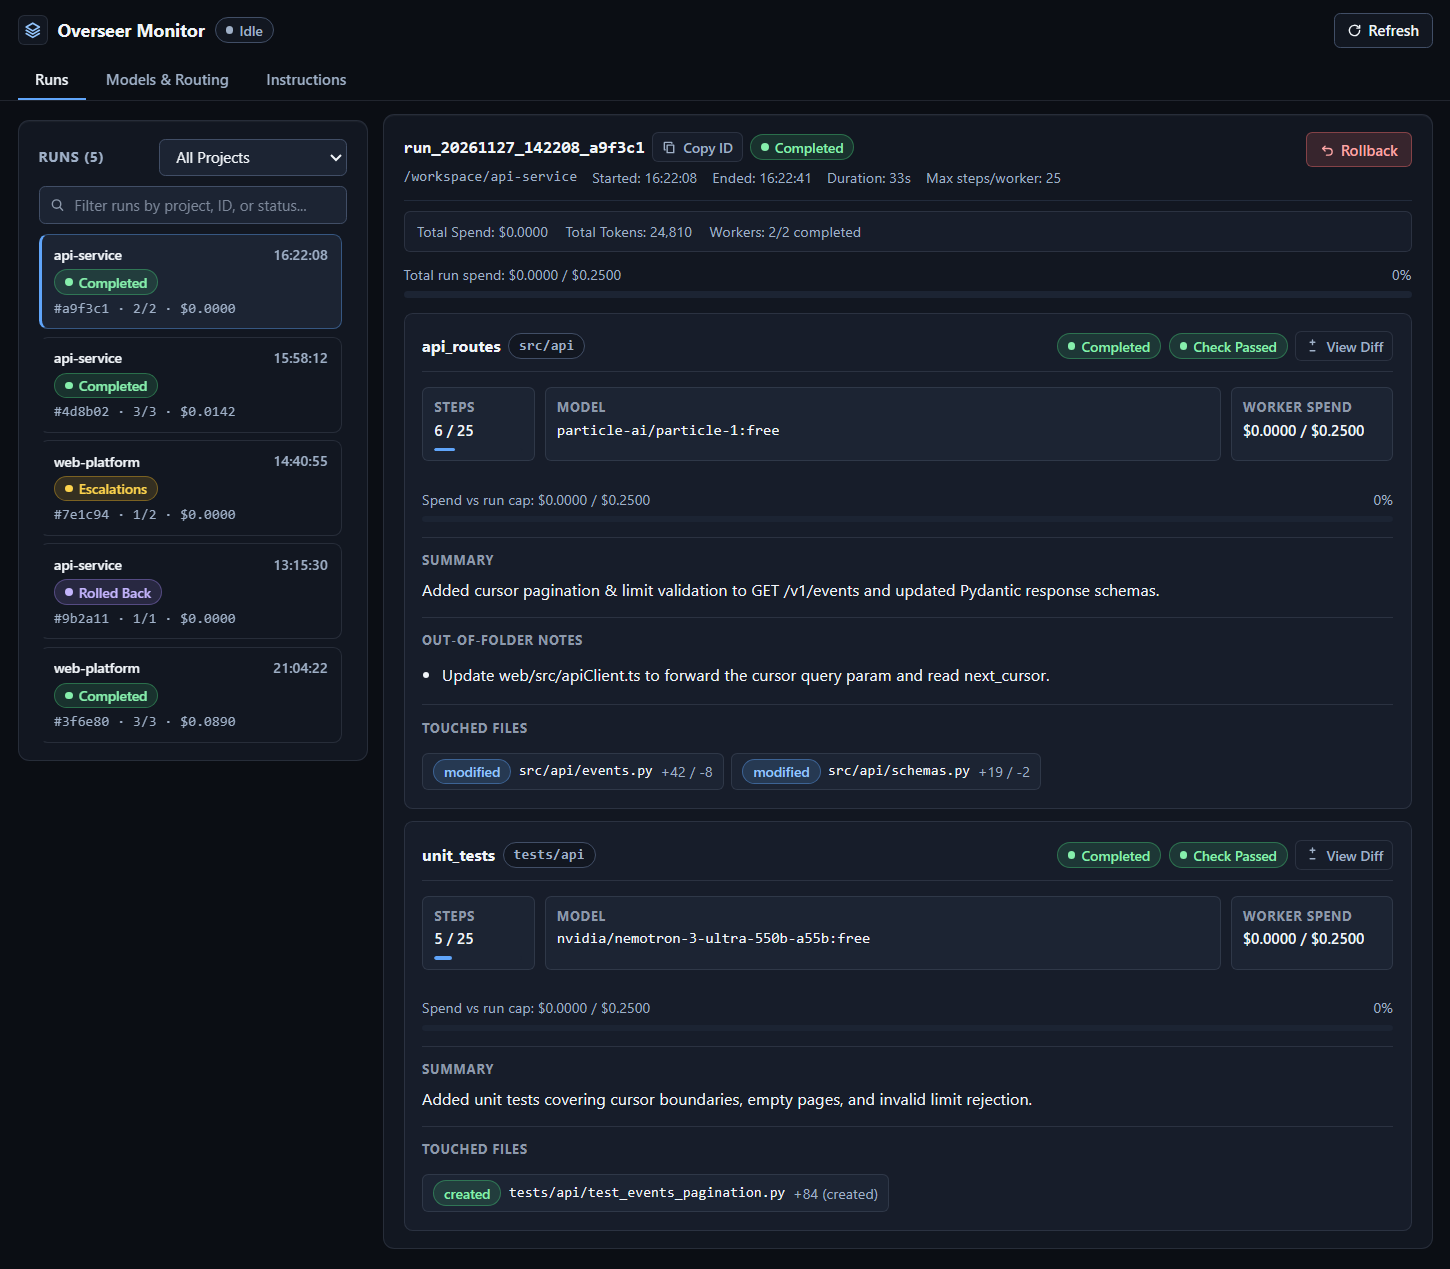 Overseer Monitor
Idle
Refresh
Runs
Models & Routing
Instructions
RUNS (5)
All Projects
Filter runs by project, ID, or status...
api-service 16:22:08
Completed
#a9f3c1 · 2/2 · $0.0000
api-service 15:58:12
Completed
#4d8b02 · 3/3 · $0.0142
web-platform 14:40:55
Escalations
#7e1c94 · 1/2 · $0.0000
api-service 13:15:30
Rolled Back
#9b2a11 · 1/1 · $0.0000
web-platform 21:04:22
Completed
#3f6e80 · 3/3 · $0.0890
run_20261127_142208_a9f3c1 Copy ID Completed
Rollback
/workspace/api-service Started: 16:22:08 Ended: 16:22:41 Duration: 33s Max steps/worker: 25
Total Spend: $0.0000 Total Tokens: 24,810 Workers: 2/2 completed
Total run spend: $0.0000 / $0.2500 0%
api_routes src/api Completed Check Passed View Diff
STEPS
6 / 25
MODEL
particle-ai/particle-1:free
WORKER SPEND
$0.0000 / $0.2500
Spend vs run cap: $0.0000 / $0.2500 0%
SUMMARY
Added cursor pagination & limit validation to GET /v1/events and updated Pydantic response schemas.
OUT-OF-FOLDER NOTES
• Update web/src/apiClient.ts to forward the cursor query param and read next_cursor.
TOUCHED FILES
modified src/api/events.py +42 / -8
modified src/api/schemas.py +19 / -2
unit_tests tests/api Completed Check Passed View Diff
STEPS
5 / 25
MODEL
nvidia/nemotron-3-ultra-550b-a55b:free
WORKER SPEND
$0.0000 / $0.2500
Spend vs run cap: $0.0000 / $0.2500 0%
SUMMARY
Added unit tests covering cursor boundaries, empty pages, and invalid limit rejection.
TOUCHED FILES
created tests/api/test_events_pagination.py +84 (created)